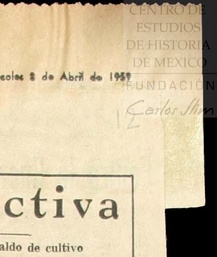 CENTRO DE
ESTUDIOS
DE HISTORIA
DE MEXICO
FUNDACIÓN
Carlos Slim
coles 8 de Abril de 1959
ctiva
aldo de cultivo